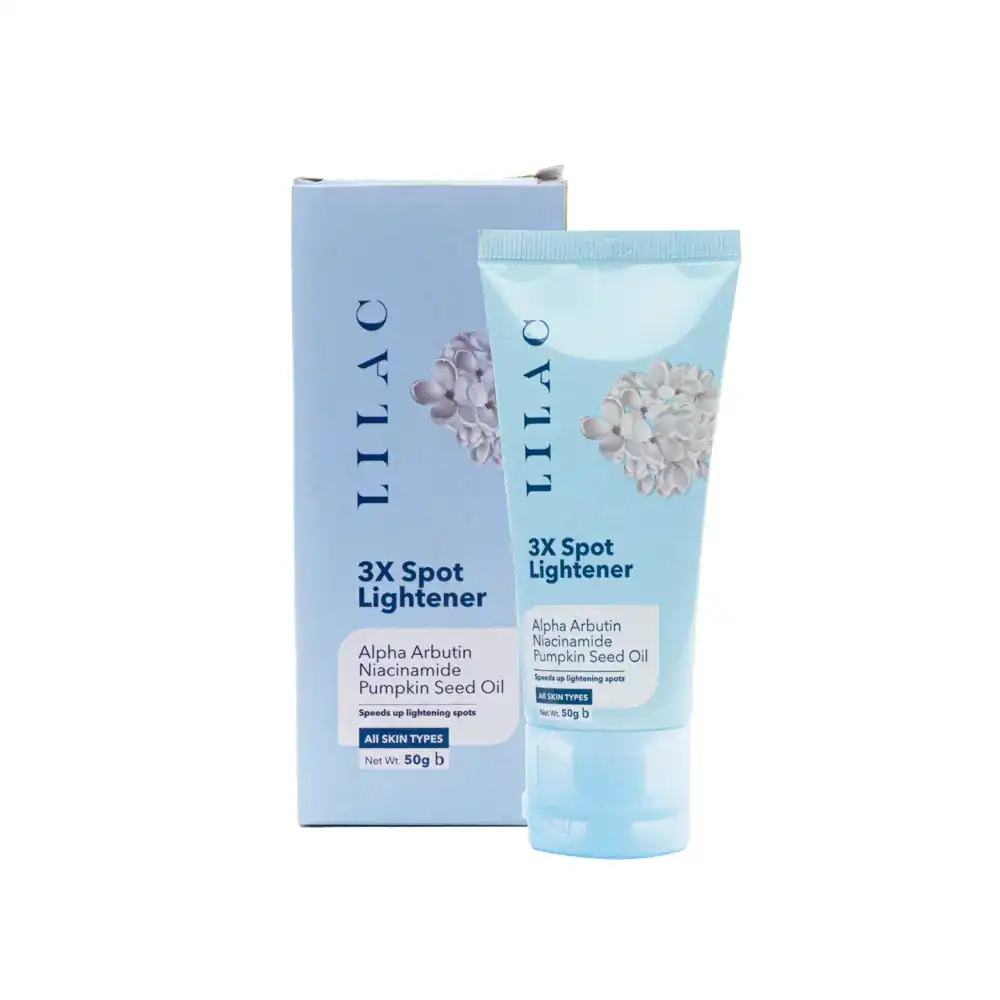 LILAC
3X Spot
Lightener
Alpha Arbutin
Niacinamide
Pumpkin Seed Oil
Speeds up lightening spots
All SKIN TYPES
Net Wt. 50g b
LILAC
3X Spot
Lightener
Alpha Arbutin
Niacinamide
Pumpkin Seed Oil
Speeds up lightening spots
All SKIN TYPES
Net Wt. 50g b